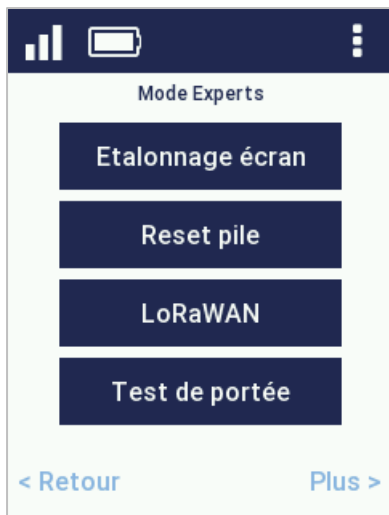 Mode Experts
Etalonnage écran
Reset pile
LoRaWAN
Test de portée
< Retour Plus >